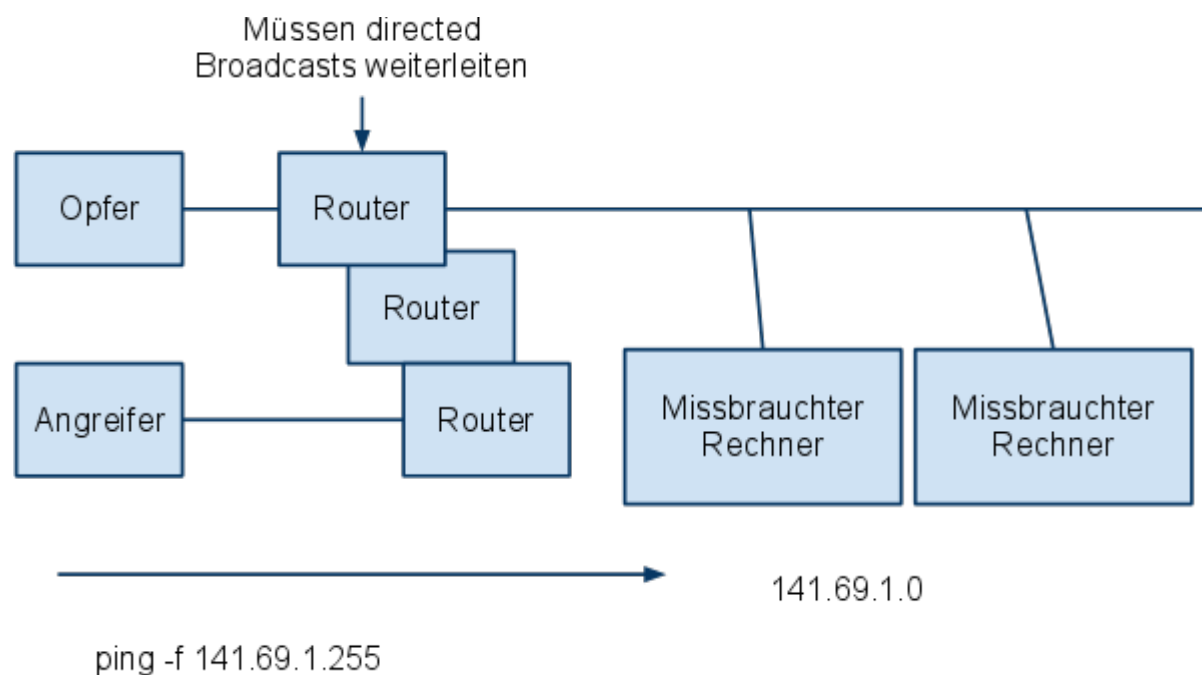 Müssen directed
Broadcasts weiterleiten
Opfer
Router
Router
Angreifer
Router
Missbrauchter
Rechner
Missbrauchter
Rechner
141.69.1.0
ping -f 141.69.1.255